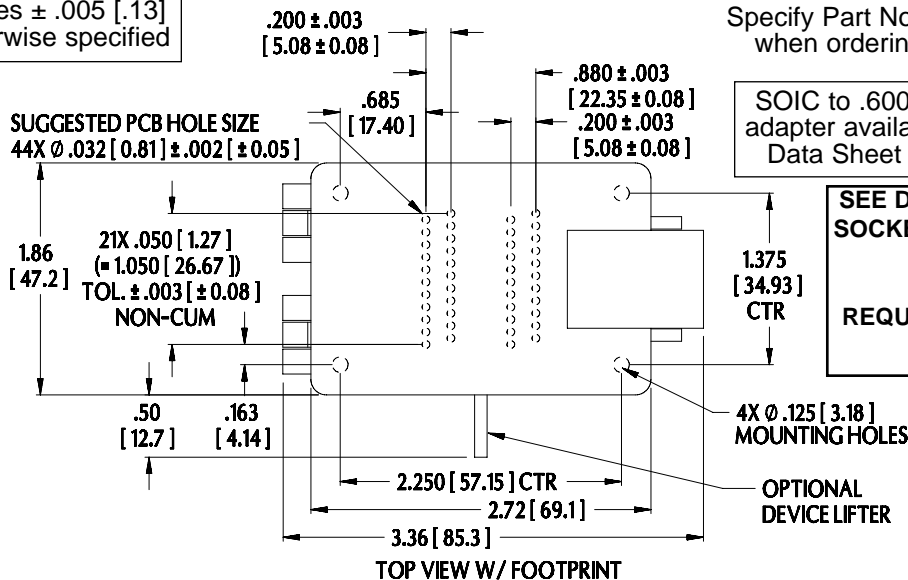 es ± .005 [.13]
rwise specified
.200 ± .003
[ 5.08 ± 0.08 ]
Specify Part No
when ordering
.880 ± .003
[ 22.35 ± 0.08 ]
.685
[ 17.40 ]
.200 ± .003
[ 5.08 ± 0.08 ]
SOIC to .600
adapter availa
Data Sheet
SUGGESTED PCB HOLE SIZE
44X Ø .032 [ 0.81 ] ± .002 [ ± 0.05 ]
SEE D
SOCK
REQU
1.86
[ 47.2 ]
21X .050 [ 1.27 ]
(= 1.050 [ 26.67 ])
TOL. ± .003 [ ± 0.08 ]
NON-CUM
1.375
[ 34.93 ]
CTR
.50
[ 12.7 ]
.163
[ 4.14 ]
4X Ø .125 [ 3.18 ]
MOUNTING HOLES
2.250 [ 57.15 ] CTR
2.72 [ 69.1 ]
3.36 [ 85.3 ]
OPTIONAL
DEVICE LIFTER
TOP VIEW W/ FOOTPRINT